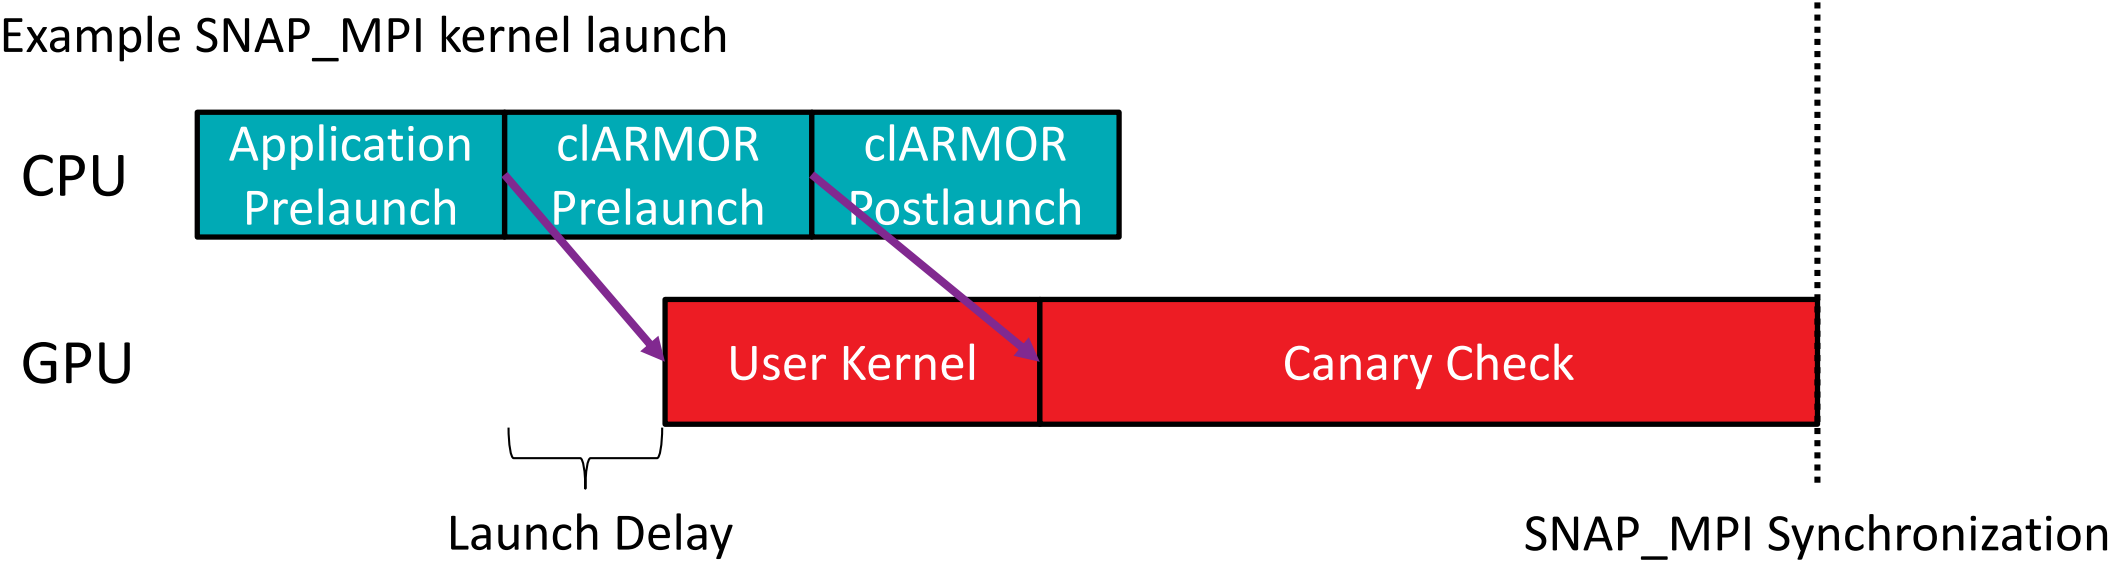 Example SNAP_MPI kernel launch
CPU
Application
Prelaunch
clARMOR
Prelaunch
clARMOR
Postlaunch
GPU
User Kernel
Canary Check
Launch Delay
SNAP_MPI Synchronization